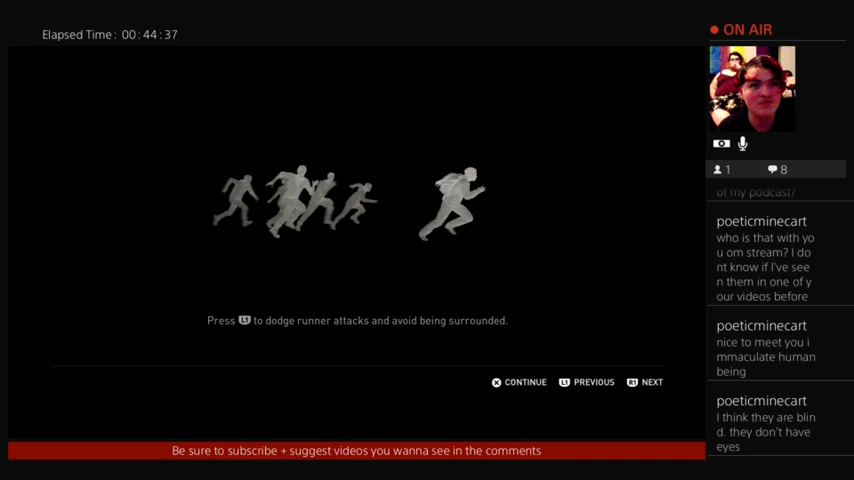 Elapsed Time: 00:44:37
ON AIR
1
8
of my podcast?
poeticminecart
who is that with yo
u om stream? I do
nt know if I've see
n them in one of y
our videos before
poeticminecart
nice to meet you i
mmaculate human
being
poeticminecart
I think they are blin
d. they don't have
eyes
Press L1 to dodge runner attacks and avoid being surrounded.
CONTINUE L1 PREVIOUS R1 NEXT
Be sure to subscribe + suggest videos you wanna see in the comments